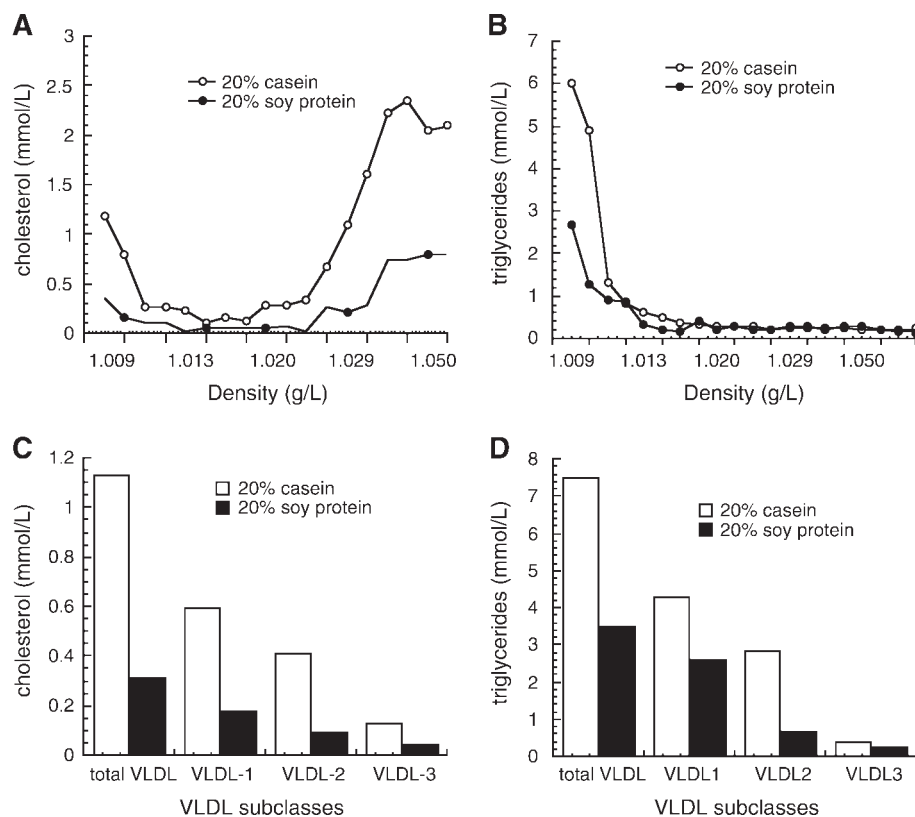 A
3
2.5
2
1.5
1
0.5
0
cholesterol (mmol/L)
20% casein
20% soy protein
1.009 1.013 1.020 1.029 1.050
Density (g/L)
B
7
6
5
4
3
2
1
0
triglycerides (mmol/L)
20% casein
20% soy protein
1.009 1.013 1.020 1.029 1.050
Density (g/L)
C
1.2
1
0.8
0.6
0.4
0.2
0
cholesterol (mmol/L)
20% casein
20% soy protein
total VLDL VLDL-1 VLDL-2 VLDL-3
VLDL subclasses
D
8
7
6
5
4
3
2
1
0
triglycerides (mmol/L)
20% casein
20% soy protein
total VLDL VLDL1 VLDL2 VLDL3
VLDL subclasses